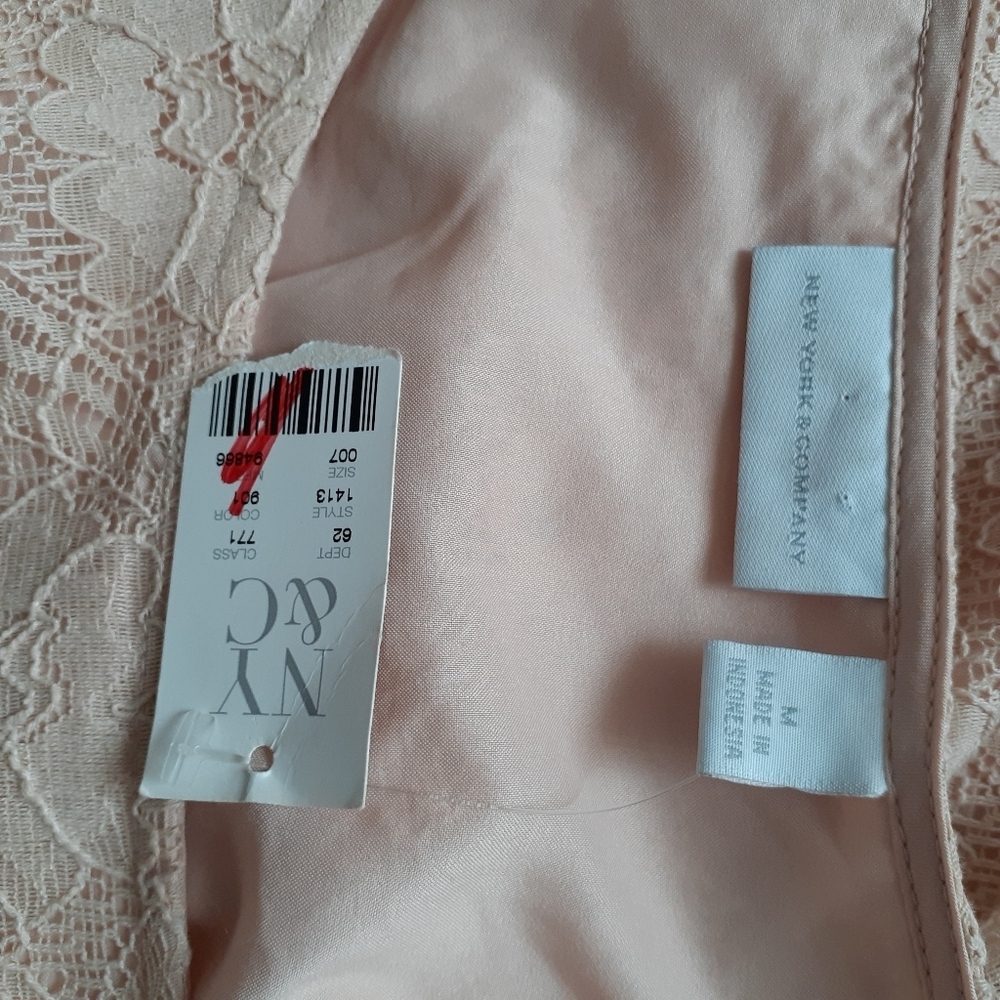 NY
&C
DEPT CLASS
62 771
STYLE COLOR
1413 901
SIZE
007 94866
NEW YORK & COMPANY
M
MADE IN
INDONESIA